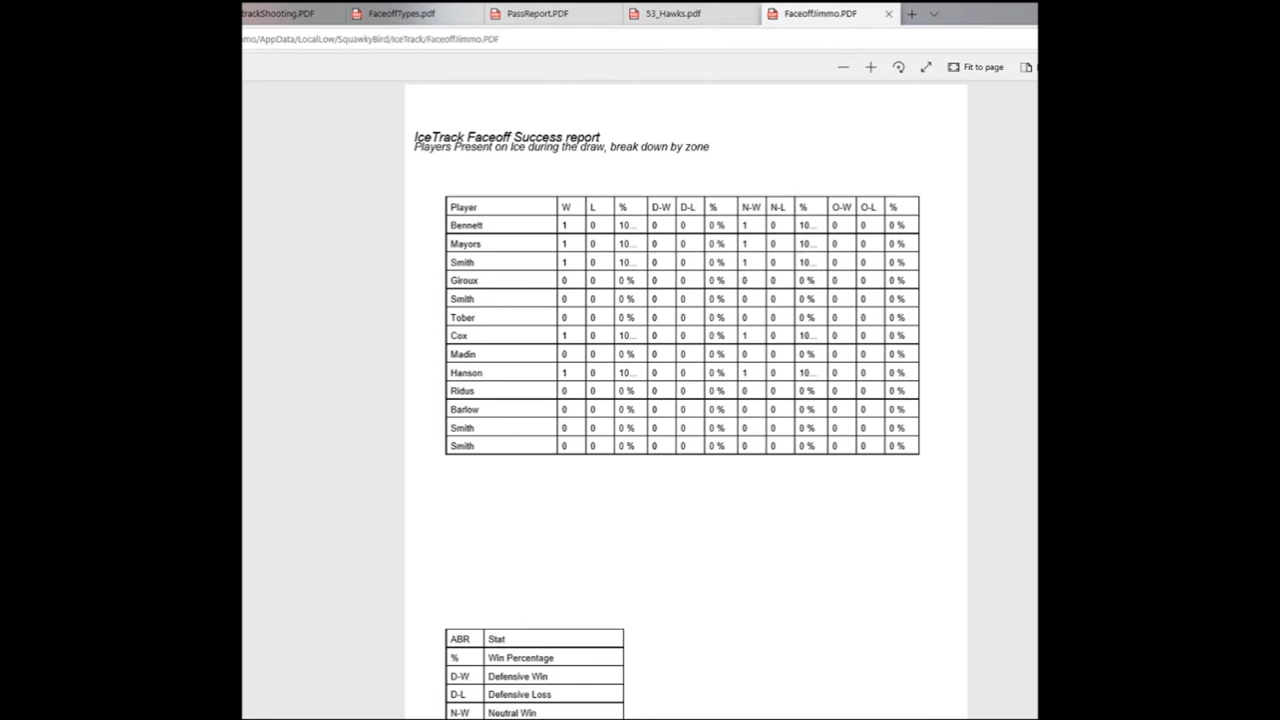 trackShooting.PDF FaceoffTypes.pdf PassReport.PDF 53_Hawks.pdf FaceoffJimmo.PDF
mo/AppData/LocalLow/SquawkyBird/IceTrack/FaceoffJimmo.PDF
Fit to page
IceTrack Faceoff Success report
Players Present on Ice during the draw, break down by zone
Player W L % D-W D-L % N-W N-L % O-W O-L %
Bennett 1 0 10... 0 0 0 % 1 0 10... 0 0 0 %
Mayors 1 0 10... 0 0 0 % 1 0 10... 0 0 0 %
Smith 1 0 10... 0 0 0 % 1 0 10... 0 0 0 %
Giroux 0 0 0 % 0 0 0 % 0 0 0 % 0 0 0 %
Smith 0 0 0 % 0 0 0 % 0 0 0 % 0 0 0 %
Tober 0 0 0 % 0 0 0 % 0 0 0 % 0 0 0 %
Cox 1 0 10... 0 0 0 % 1 0 10... 0 0 0 %
Madin 0 0 0 % 0 0 0 % 0 0 0 % 0 0 0 %
Hanson 1 0 10... 0 0 0 % 1 0 10... 0 0 0 %
Ridus 0 0 0 % 0 0 0 % 0 0 0 % 0 0 0 %
Barlow 0 0 0 % 0 0 0 % 0 0 0 % 0 0 0 %
Smith 0 0 0 % 0 0 0 % 0 0 0 % 0 0 0 %
Smith 0 0 0 % 0 0 0 % 0 0 0 % 0 0 0 %
ABR Stat
% Win Percentage
D-W Defensive Win
D-L Defensive Loss
N-W Neutral Win